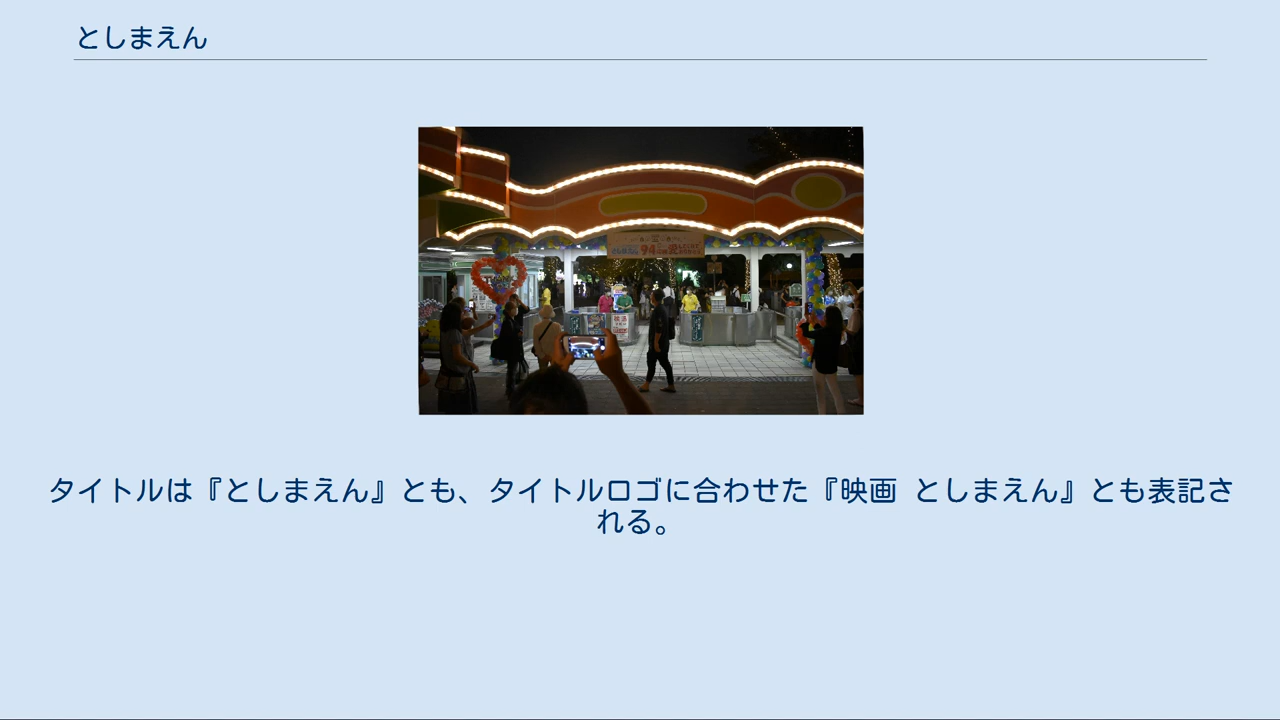 としまえん
94
タイトルは『としまえん』とも、タイトルロゴに合わせた『映画 としまえん』とも表記さ
れる。